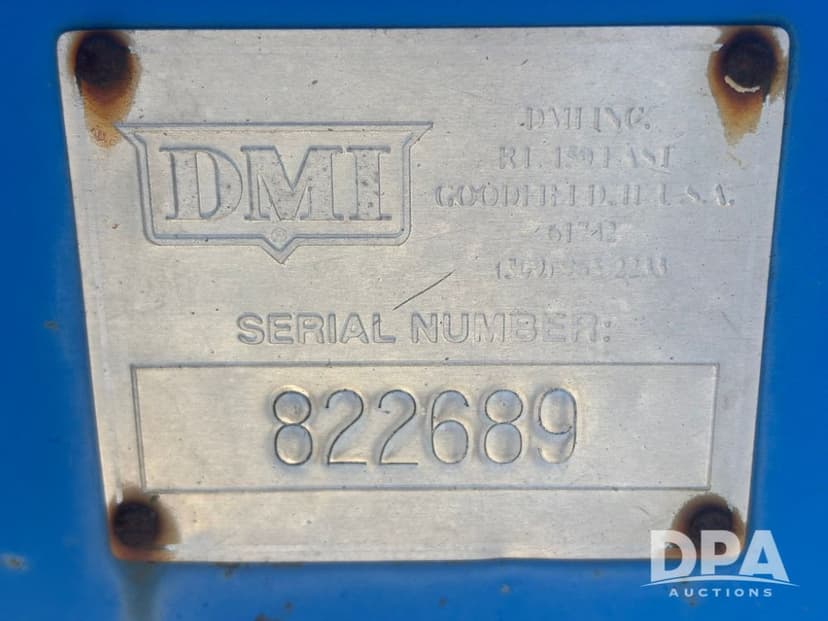 DMI
®
DMI INC.
RT. 150 EAST
GOODFIELD, IL U.S.A.
61742
SERIAL NUMBER:
822689
DPA
AUCTIONS